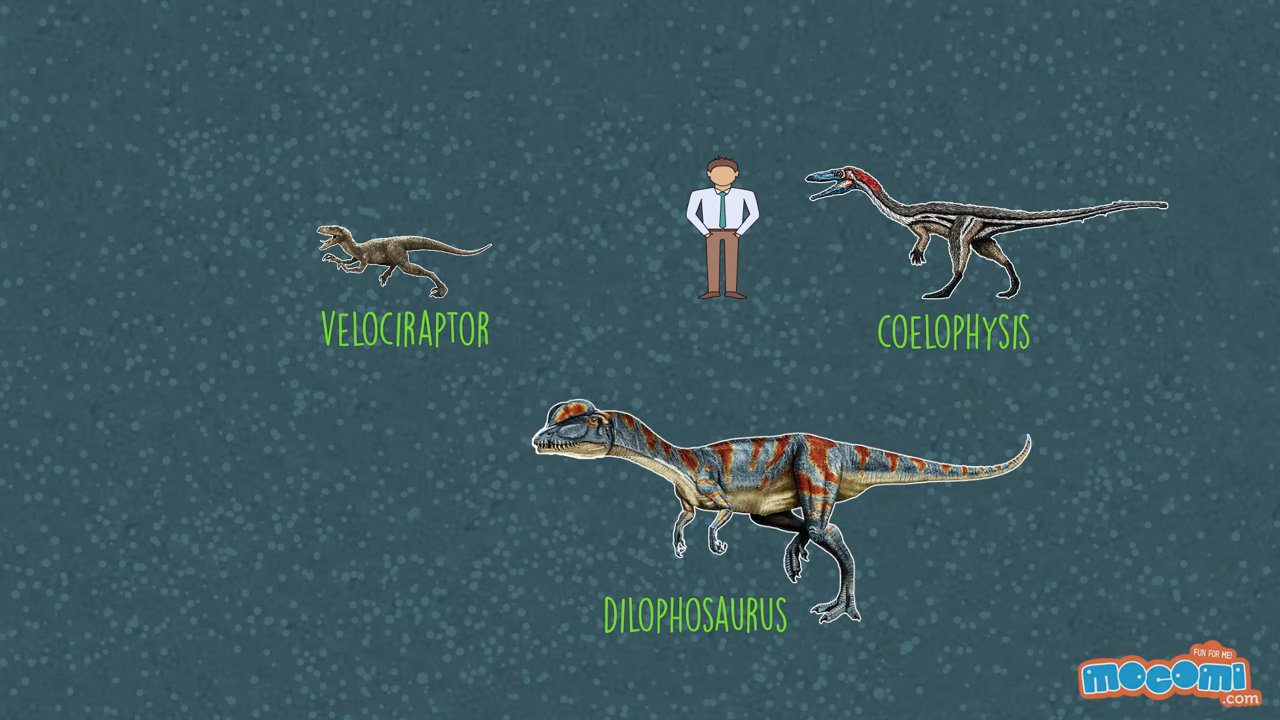 VELOCIRAPTOR
COELOPHYSIS
DILOPHOSAURUS
FUN FOR ME!
mocomi
.com